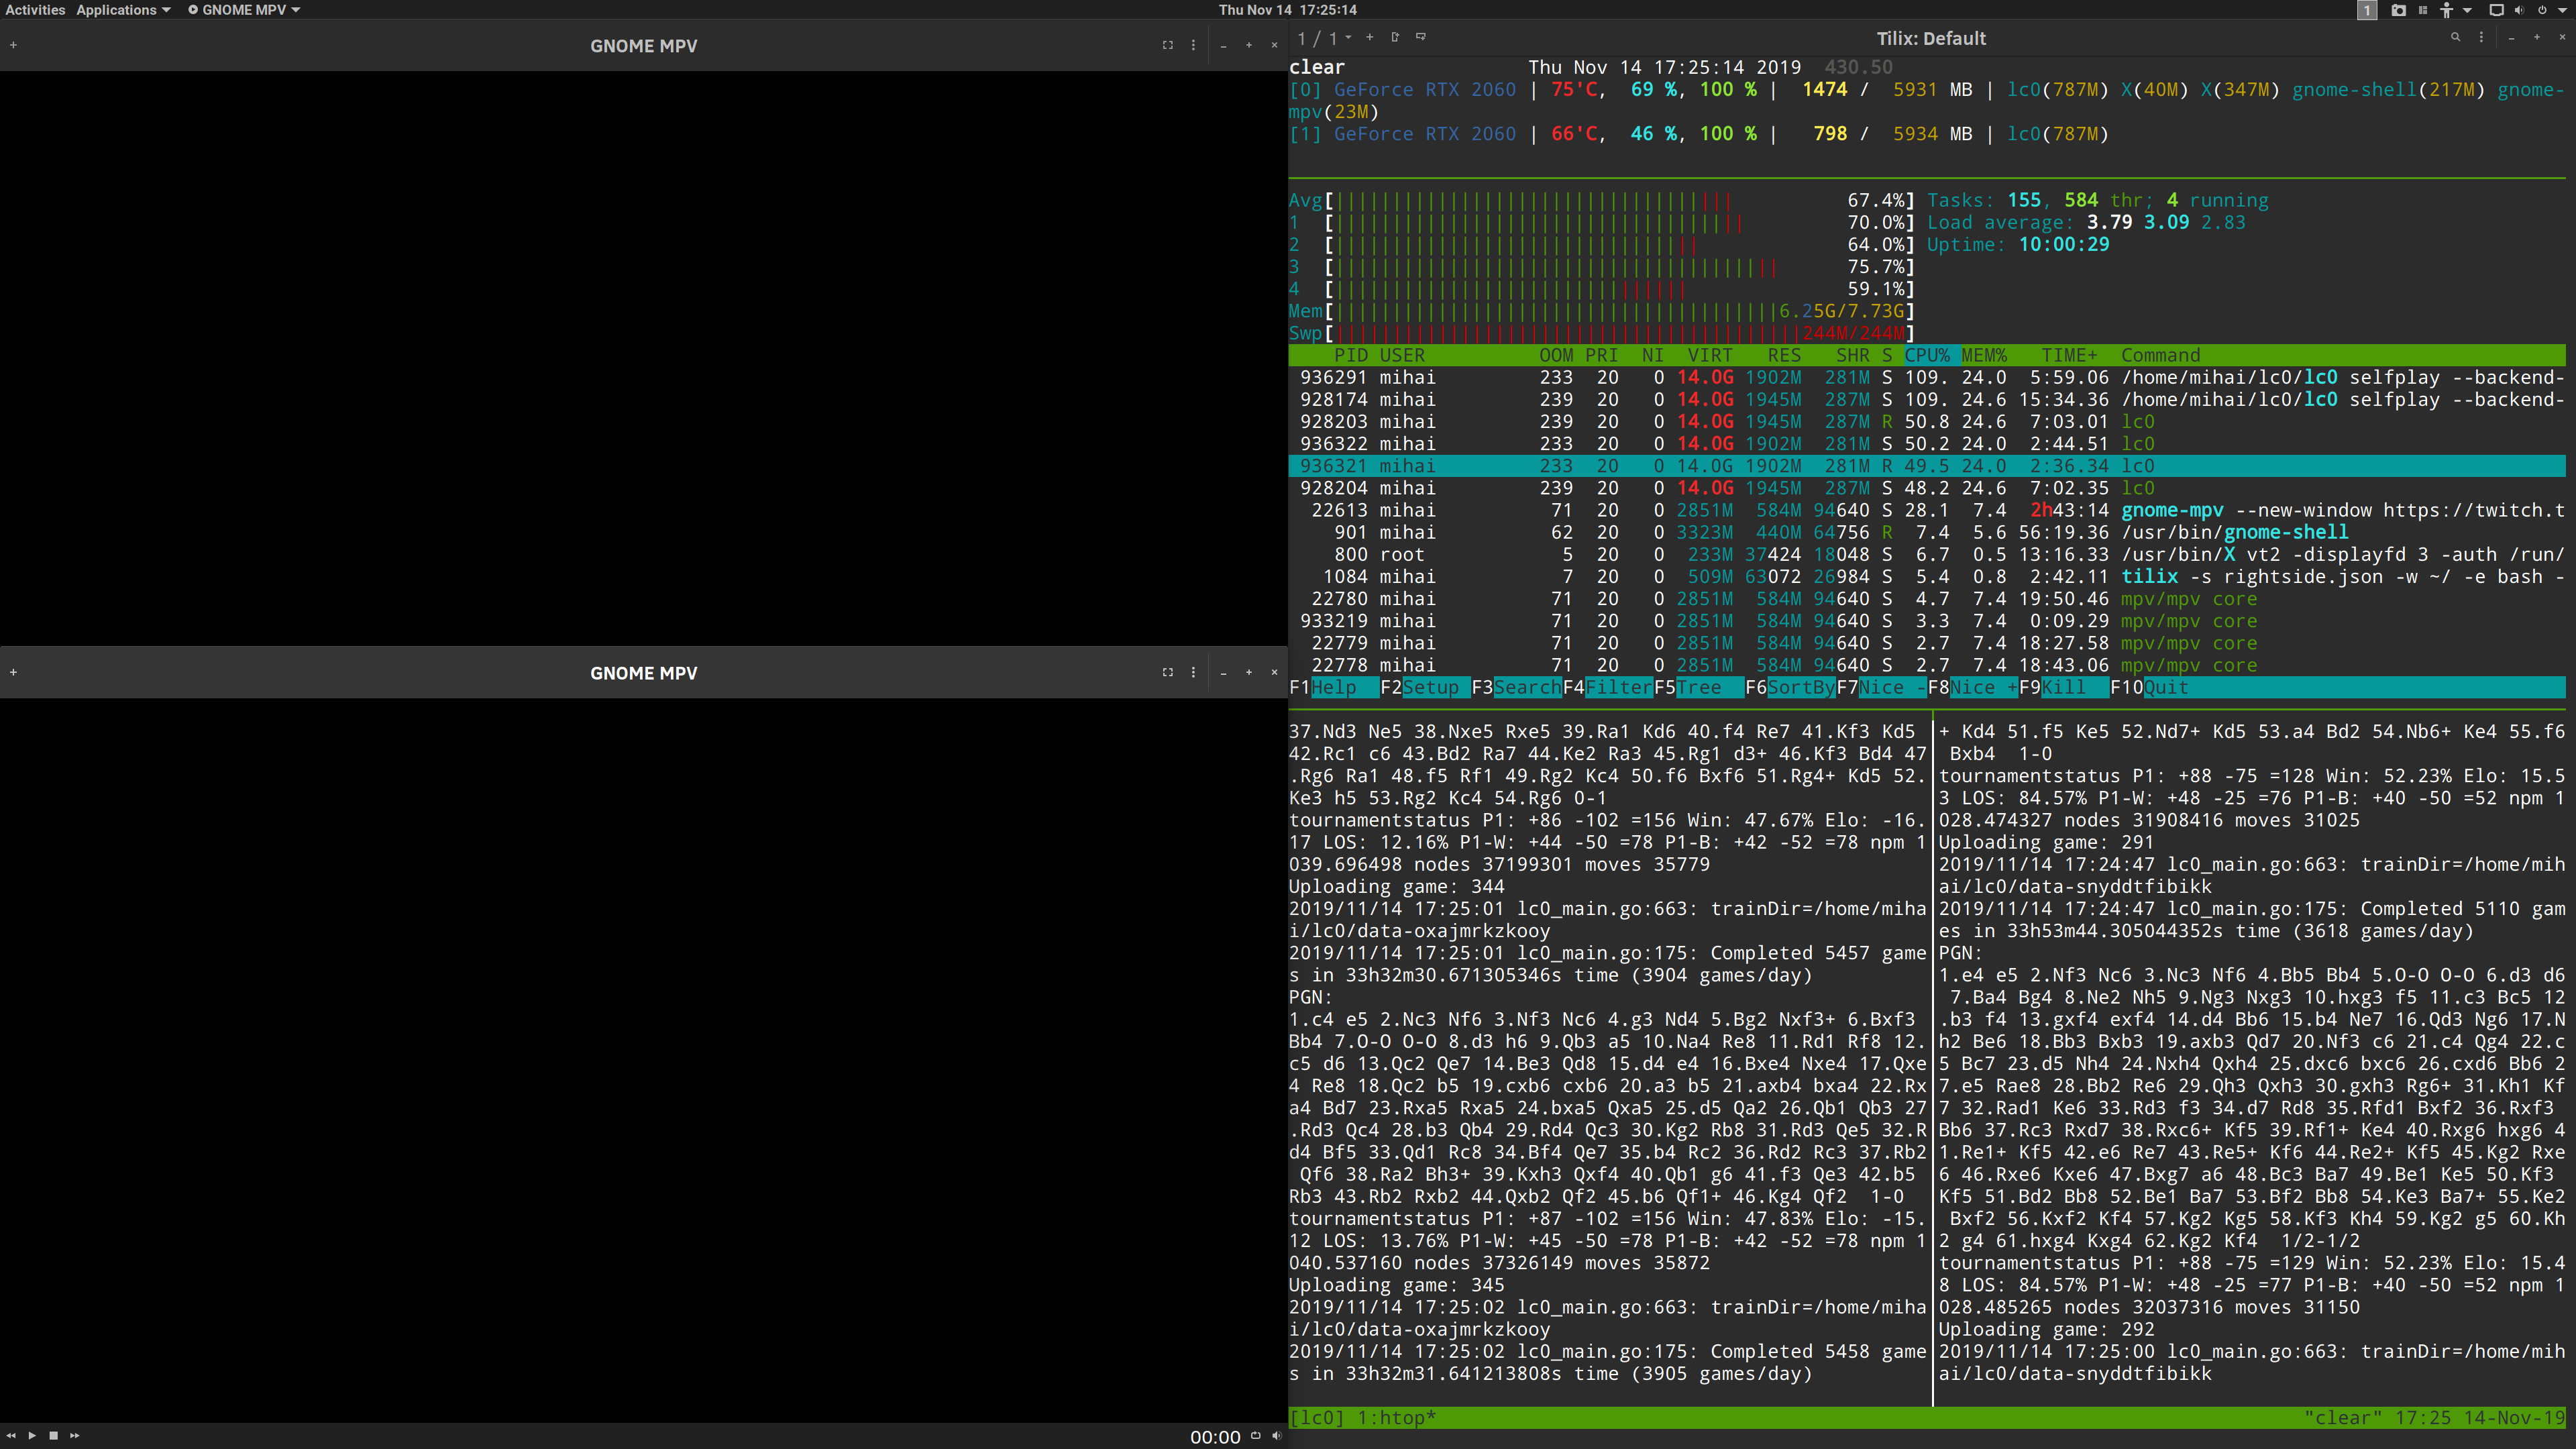 Activities Applications GNOME MPV Thu Nov 14 17:25:14 1
GNOME MPV
GNOME MPV
00:00
1 / 1 Tilix: Default
clear Thu Nov 14 17:25:14 2019 430.50
[0] GeForce RTX 2060 | 75'C, 69 %, 100 % | 1474 / 5931 MB | lc0(787M) X(40M) X(347M) gnome-shell(217M) gnome-
mpv(23M)
[1] GeForce RTX 2060 | 66'C, 46 %, 100 % | 798 / 5934 MB | lc0(787M)
Avg[ 67.4%] Tasks: 155, 584 thr; 4 running
1 [ 70.0%] Load average: 3.79 3.09 2.83
2 [ 64.0%] Uptime: 10:00:29
3 [ 75.7%]
4 [ 59.1%]
Mem[ 6.25G/7.73G]
Swp[ 244M/244M]
PID USER OOM PRI NI VIRT RES SHR S CPU% MEM% TIME+ Command
936291 mihai 233 20 0 14.0G 1902M 281M S 109. 24.0 5:59.06 /home/mihai/lc0/lc0 selfplay --backend-
928174 mihai 239 20 0 14.0G 1945M 287M S 109. 24.6 15:34.36 /home/mihai/lc0/lc0 selfplay --backend-
928203 mihai 239 20 0 14.0G 1945M 287M R 50.8 24.6 7:03.01 lc0
936322 mihai 233 20 0 14.0G 1902M 281M S 50.2 24.0 2:44.51 lc0
936321 mihai 233 20 0 14.0G 1902M 281M R 49.5 24.0 2:36.34 lc0
928204 mihai 239 20 0 14.0G 1945M 287M S 48.2 24.6 7:02.35 lc0
22613 mihai 71 20 0 2851M 584M 94640 S 28.1 7.4 2h43:14 gnome-mpv --new-window https://twitch.t
901 mihai 62 20 0 3323M 440M 64756 R 7.4 5.6 56:19.36 /usr/bin/gnome-shell
800 root 5 20 0 233M 37424 18048 S 6.7 0.5 13:16.33 /usr/bin/X vt2 -displayfd 3 -auth /run/
1084 mihai 7 20 0 509M 63072 26984 S 5.4 0.8 2:42.11 tilix -s rightside.json -w ~/ -e bash -
22780 mihai 71 20 0 2851M 584M 94640 S 4.7 7.4 19:50.46 mpv/mpv core
933219 mihai 71 20 0 2851M 584M 94640 S 3.3 7.4 0:09.29 mpv/mpv core
22779 mihai 71 20 0 2851M 584M 94640 S 2.7 7.4 18:27.58 mpv/mpv core
22778 mihai 71 20 0 2851M 584M 94640 S 2.7 7.4 18:43.06 mpv/mpv core
F1Help F2Setup F3SearchF4FilterF5Tree F6SortByF7Nice -F8Nice +F9Kill F10Quit
37.Nd3 Ne5 38.Nxe5 Rxe5 39.Ra1 Kd6 40.f4 Re7 41.Kf3 Kd5
42.Rc1 c6 43.Bd2 Ra7 44.Ke2 Ra3 45.Rg1 d3+ 46.Kf3 Bd4 47
.Rg6 Ra1 48.f5 Rf1 49.Rg2 Kc4 50.f6 Bxf6 51.Rg4+ Kd5 52.
Ke3 h5 53.Rg2 Kc4 54.Rg6 0-1
tournamentstatus P1: +86 -102 =156 Win: 47.67% Elo: -16.
17 LOS: 12.16% P1-W: +44 -50 =78 P1-B: +42 -52 =78 npm 1
039.696498 nodes 37199301 moves 35779
Uploading game: 344
2019/11/14 17:25:01 lc0_main.go:663: trainDir=/home/miha
i/lc0/data-oxajmrkzkooy
2019/11/14 17:25:01 lc0_main.go:175: Completed 5457 game
s in 33h32m30.671305346s time (3904 games/day)
PGN:
1.c4 e5 2.Nc3 Nf6 3.Nf3 Nc6 4.g3 Nd4 5.Bg2 Nxf3+ 6.Bxf3
Bb4 7.O-O O-O 8.d3 h6 9.Qb3 a5 10.Na4 Re8 11.Rd1 Rf8 12.
c5 d6 13.Qc2 Qe7 14.Be3 Qd8 15.d4 e4 16.Bxe4 Nxe4 17.Qxe
4 Re8 18.Qc2 b5 19.cxb6 cxb6 20.a3 b5 21.axb4 bxa4 22.Rx
a4 Bd7 23.Rxa5 Rxa5 24.bxa5 Qxa5 25.d5 Qa2 26.Qb1 Qb3 27
.Rd3 Qc4 28.b3 Qb4 29.Rd4 Qc3 30.Kg2 Rb8 31.Rd3 Qe5 32.R
d4 Bf5 33.Qd1 Rc8 34.Bf4 Qe7 35.b4 Rc2 36.Rd2 Rc3 37.Rb2
Qf6 38.Ra2 Bh3+ 39.Kxh3 Qxf4 40.Qb1 g6 41.f3 Qe3 42.b5
Rb3 43.Rb2 Rxb2 44.Qxb2 Qf2 45.b6 Qf1+ 46.Kg4 Qf2 1-0
tournamentstatus P1: +87 -102 =156 Win: 47.83% Elo: -15.
12 LOS: 13.76% P1-W: +45 -50 =78 P1-B: +42 -52 =78 npm 1
040.537160 nodes 37326149 moves 35872
Uploading game: 345
2019/11/14 17:25:02 lc0_main.go:663: trainDir=/home/miha
i/lc0/data-oxajmrkzkooy
2019/11/14 17:25:02 lc0_main.go:175: Completed 5458 game
s in 33h32m31.641213808s time (3905 games/day)
+ Kd4 51.f5 Ke5 52.Nd7+ Kd5 53.a4 Bd2 54.Nb6+ Ke4 55.f6
Bxb4 1-0
tournamentstatus P1: +88 -75 =128 Win: 52.23% Elo: 15.5
3 LOS: 84.57% P1-W: +48 -25 =76 P1-B: +40 -50 =52 npm 1
028.474327 nodes 31908416 moves 31025
Uploading game: 291
2019/11/14 17:24:47 lc0_main.go:663: trainDir=/home/mih
ai/lc0/data-snyddtfibikk
2019/11/14 17:24:47 lc0_main.go:175: Completed 5110 gam
es in 33h53m44.305044352s time (3618 games/day)
PGN:
1.e4 e5 2.Nf3 Nc6 3.Nc3 Nf6 4.Bb5 Bb4 5.O-O O-O 6.d3 d6
7.Ba4 Bg4 8.Ne2 Nh5 9.Ng3 Nxg3 10.hxg3 f5 11.c3 Bc5 12
.b3 f4 13.gxf4 exf4 14.d4 Bb6 15.b4 Ne7 16.Qd3 Ng6 17.N
h2 Be6 18.Bb3 Bxb3 19.axb3 Qd7 20.Nf3 c6 21.c4 Qg4 22.c
5 Bc7 23.d5 Nh4 24.Nxh4 Qxh4 25.dxc6 bxc6 26.cxd6 Bb6 2
7.e5 Rae8 28.Bb2 Re6 29.Qh3 Qxh3 30.gxh3 Rg6+ 31.Kh1 Kf
7 32.Rad1 Ke6 33.Rd3 f3 34.d7 Rd8 35.Rfd1 Bxf2 36.Rxf3
Bb6 37.Rc3 Rxd7 38.Rxc6+ Kf5 39.Rf1+ Ke4 40.Rxg6 hxg6 4
1.Re1+ Kf5 42.e6 Re7 43.Re5+ Kf6 44.Re2+ Kf5 45.Kg2 Rxe
6 46.Rxe6 Kxe6 47.Bxg7 a6 48.Bc3 Ba7 49.Be1 Ke5 50.Kf3
Kf5 51.Bd2 Bb8 52.Be1 Ba7 53.Bf2 Bb8 54.Ke3 Ba7+ 55.Ke2
Bxf2 56.Kxf2 Kf4 57.Kg2 Kg5 58.Kf3 Kh4 59.Kg2 g5 60.Kh
2 g4 61.hxg4 Kxg4 62.Kg2 Kf4 1/2-1/2
tournamentstatus P1: +88 -75 =129 Win: 52.23% Elo: 15.4
8 LOS: 84.57% P1-W: +48 -25 =77 P1-B: +40 -50 =52 npm 1
028.485265 nodes 32037316 moves 31150
Uploading game: 292
2019/11/14 17:25:00 lc0_main.go:663: trainDir=/home/mih
ai/lc0/data-snyddtfibikk
[lc0] 1:htop* "clear" 17:25 14-Nov-19